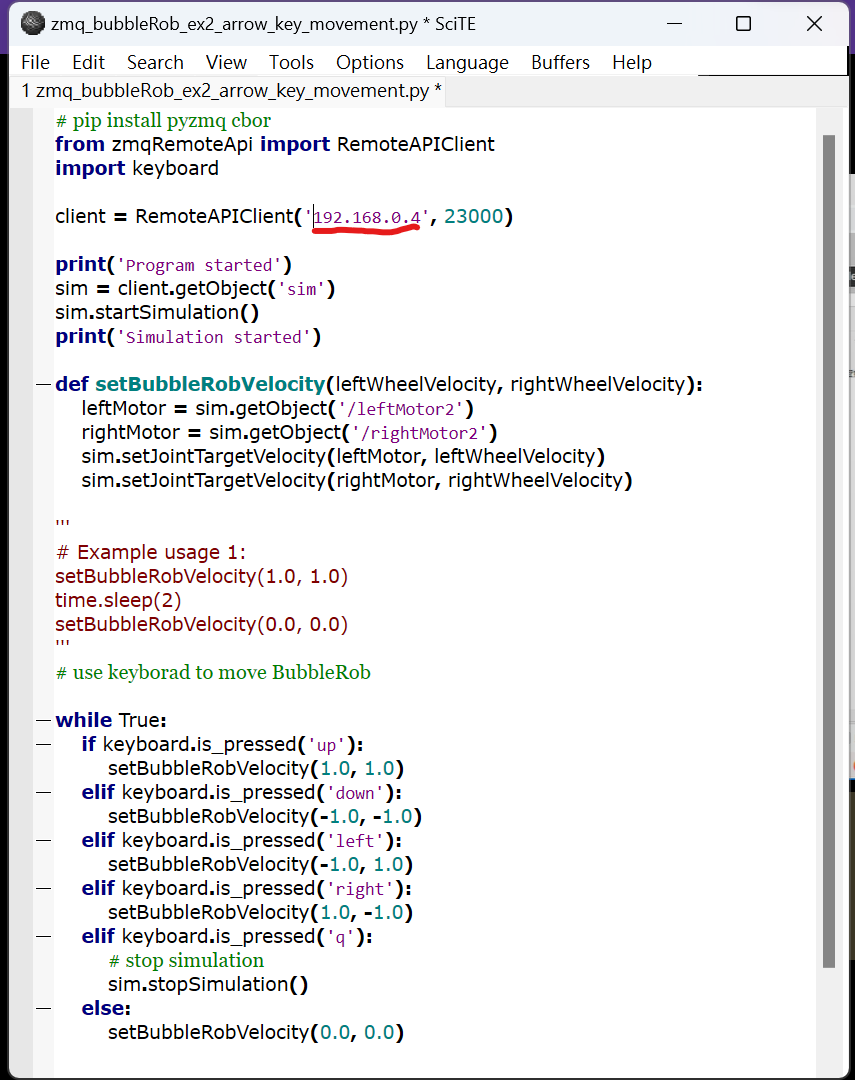 zmq_bubbleRob_ex2_arrow_key_movement.py * SciTE
File Edit Search View Tools Options Language Buffers Help
1 zmq_bubbleRob_ex2_arrow_key_movement.py *
# pip install pyzmq cbor
from zmqRemoteApi import RemoteAPIClient
import keyboard
client = RemoteAPIClient('192.168.0.4', 23000)
print('Program started')
sim = client.getObject('sim')
sim.startSimulation()
print('Simulation started')
def setBubbleRobVelocity(leftWheelVelocity, rightWheelVelocity):
leftMotor = sim.getObject('/leftMotor2')
rightMotor = sim.getObject('/rightMotor2')
sim.setJointTargetVelocity(leftMotor, leftWheelVelocity)
sim.setJointTargetVelocity(rightMotor, rightWheelVelocity)
'''
# Example usage 1:
setBubbleRobVelocity(1.0, 1.0)
time.sleep(2)
setBubbleRobVelocity(0.0, 0.0)
'''
# use keyborad to move BubbleRob
while True:
if keyboard.is_pressed('up'):
setBubbleRobVelocity(1.0, 1.0)
elif keyboard.is_pressed('down'):
setBubbleRobVelocity(-1.0, -1.0)
elif keyboard.is_pressed('left'):
setBubbleRobVelocity(-1.0, 1.0)
elif keyboard.is_pressed('right'):
setBubbleRobVelocity(1.0, -1.0)
elif keyboard.is_pressed('q'):
# stop simulation
sim.stopSimulation()
else:
setBubbleRobVelocity(0.0, 0.0)